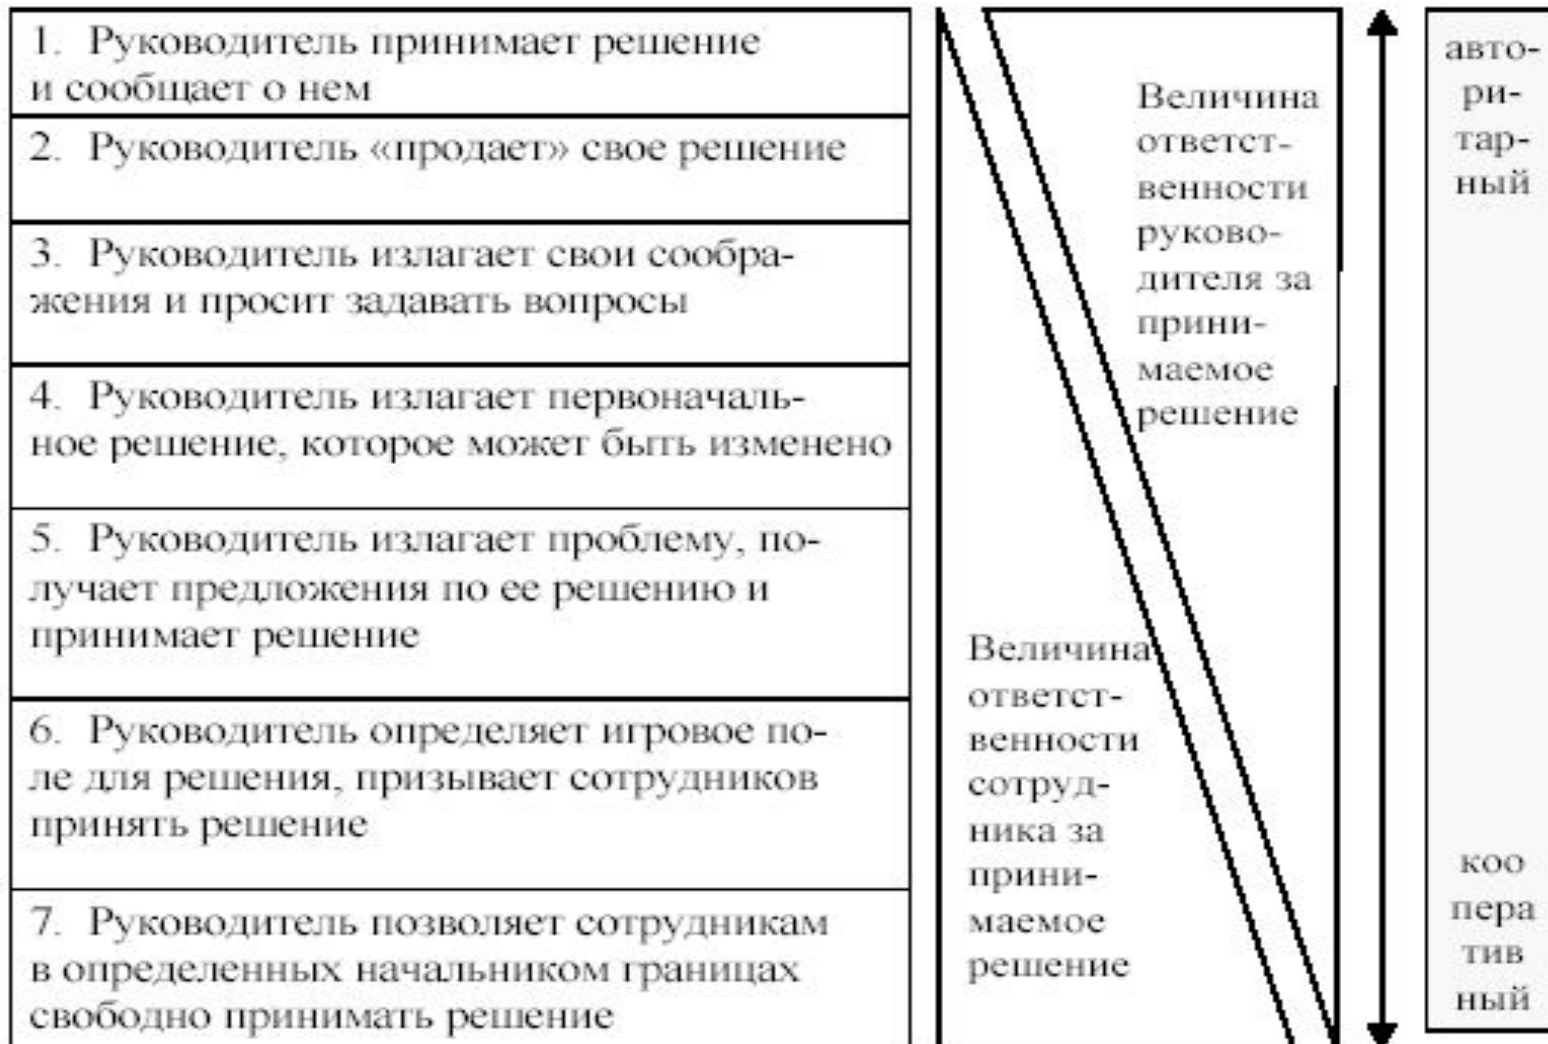 1. Руководитель принимает решение
и сообщает о нем
2. Руководитель «продает» свое решение
3. Руководитель излагает свои сообра-
жения и просит задавать вопросы
4. Руководитель излагает первоначаль-
ное решение, которое может быть изменено
5. Руководитель излагает проблему, по-
лучает предложения по ее решению и
принимает решение
6. Руководитель определяет игровое по-
ле для решения, призывает сотрудников
принять решение
7. Руководитель позволяет сотрудникам
в определенных начальником границах
свободно принимать решение
Величина
ответст-
венности
руково-
дителя за
прини-
маемое
решение
Величина
ответст-
венности
сотруд-
ника за
прини-
маемое
решение
авто-
ри-
тар-
ный
коо
пера
тив
ный